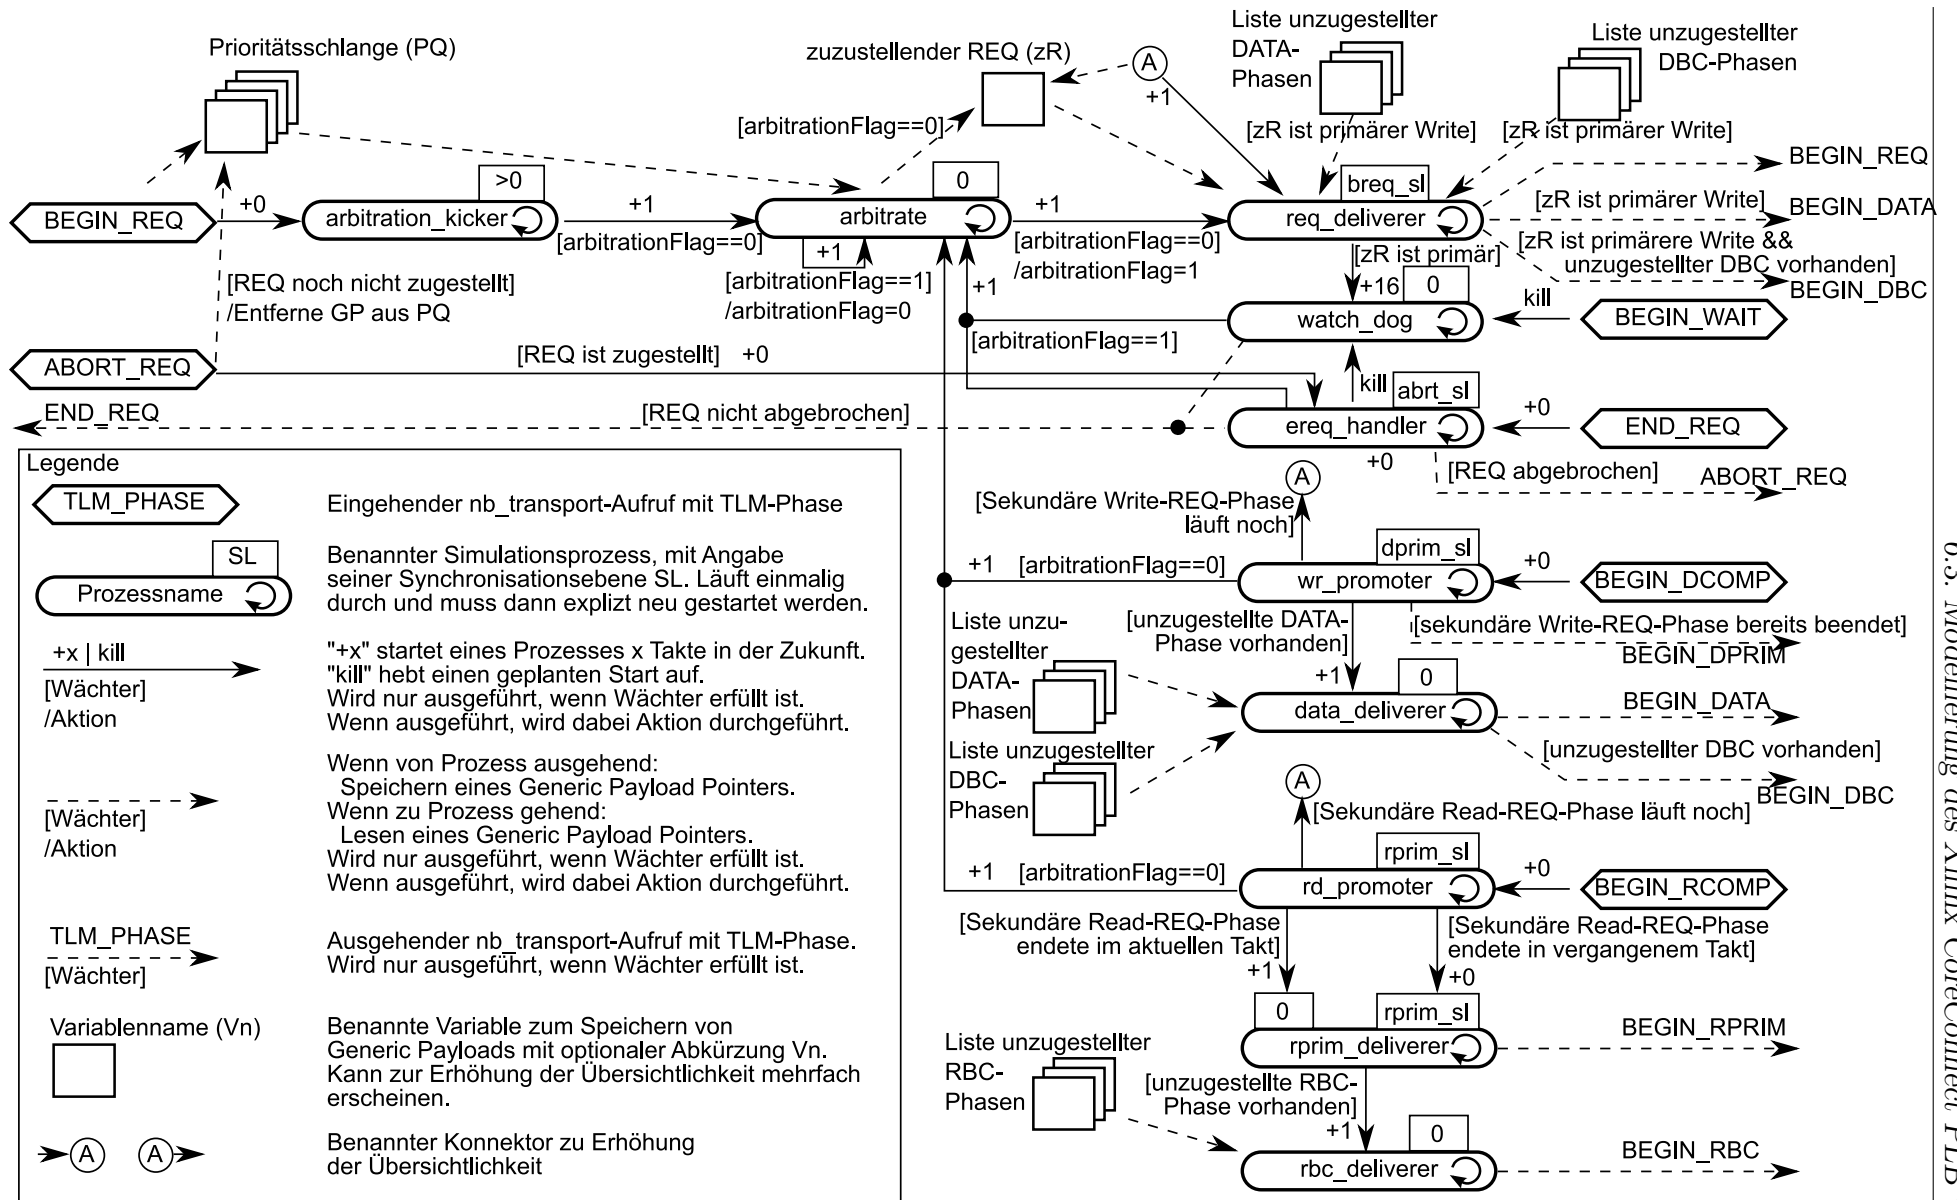 Prioritätsschlange (PQ)
zuzustellender REQ (zR)
A
+1
Liste unzugestellter
DATA-
Phasen
Liste unzugestellter
DBC-Phasen
[arbitrationFlag==0]
[zR ist primärer Write]
[zR ist primärer Write]
BEGIN_REQ
>0
0
breq_sl
BEGIN_REQ
+0
arbitration_kicker
+1
[arbitrationFlag==0]
arbitrate
+1
[arbitrationFlag==0]
/arbitrationFlag=1
req_deliverer
[zR ist primärer Write]
BEGIN_DATA
[zR ist primärere Write &&
unzugestellter DBC vorhanden]
BEGIN_DBC
+1
[arbitrationFlag==1]
/arbitrationFlag=0
+1
[zR ist primär]
+16
0
[REQ noch nicht zugestellt]
/Entferne GP aus PQ
watch_dog
kill
BEGIN_WAIT
[arbitrationFlag==1]
ABORT_REQ
[REQ ist zugestellt] +0
kill
abrt_sl
END_REQ
[REQ nicht abgebrochen]
ereq_handler
+0
END_REQ
+0
[REQ abgebrochen]
ABORT_REQ
A
[Sekundäre Write-REQ-Phase
läuft noch]
dprim_sl
+1 [arbitrationFlag==0]
wr_promoter
+0
BEGIN_DCOMP
Liste unzu-
gestellter
DATA-
Phasen
[unzugestellte DATA-
Phase vorhanden]
[sekundäre Write-REQ-Phase bereits beendet]
BEGIN_DPRIM
+1
0
data_deliverer
BEGIN_DATA
Liste unzugestellter
DBC-
Phasen
[unzugestellter DBC vorhanden]
BEGIN_DBC
A
[Sekundäre Read-REQ-Phase läuft noch]
rprim_sl
+1 [arbitrationFlag==0]
rd_promoter
+0
BEGIN_RCOMP
[Sekundäre Read-REQ-Phase
endete im aktuellen Takt]
[Sekundäre Read-REQ-Phase
endete in vergangenem Takt]
+1
+0
0
rprim_sl
rprim_deliverer
BEGIN_RPRIM
Liste unzugestellter
RBC-
Phasen
[unzugestellte RBC-
Phase vorhanden]
+1
0
rbc_deliverer
BEGIN_RBC
Legende
TLM_PHASE
Eingehender nb_transport-Aufruf mit TLM-Phase
SL
Prozessname
Benannter Simulationsprozess, mit Angabe
seiner Synchronisationsebene SL. Läuft einmalig
durch und muss dann explizt neu gestartet werden.
+x | kill
[Wächter]
/Aktion
"+x" startet eines Prozesses x Takte in der Zukunft.
"kill" hebt einen geplanten Start auf.
Wird nur ausgeführt, wenn Wächter erfüllt ist.
Wenn ausgeführt, wird dabei Aktion durchgeführt.
[Wächter]
/Aktion
Wenn von Prozess ausgehend:
Speichern eines Generic Payload Pointers.
Wenn zu Prozess gehend:
Lesen eines Generic Payload Pointers.
Wird nur ausgeführt, wenn Wächter erfüllt ist.
Wenn ausgeführt, wird dabei Aktion durchgeführt.
TLM_PHASE
[Wächter]
Ausgehender nb_transport-Aufruf mit TLM-Phase.
Wird nur ausgeführt, wenn Wächter erfüllt ist.
Variablenname (Vn)
Benannte Variable zum Speichern von
Generic Payloads mit optionaler Abkürzung Vn.
Kann zur Erhöhung der Übersichtlichkeit mehrfach
erscheinen.
A
A
Benannter Konnektor zu Erhöhung
der Übersichtlichkeit
6.3. Modellierung des Xilinx CoreConnect PLB